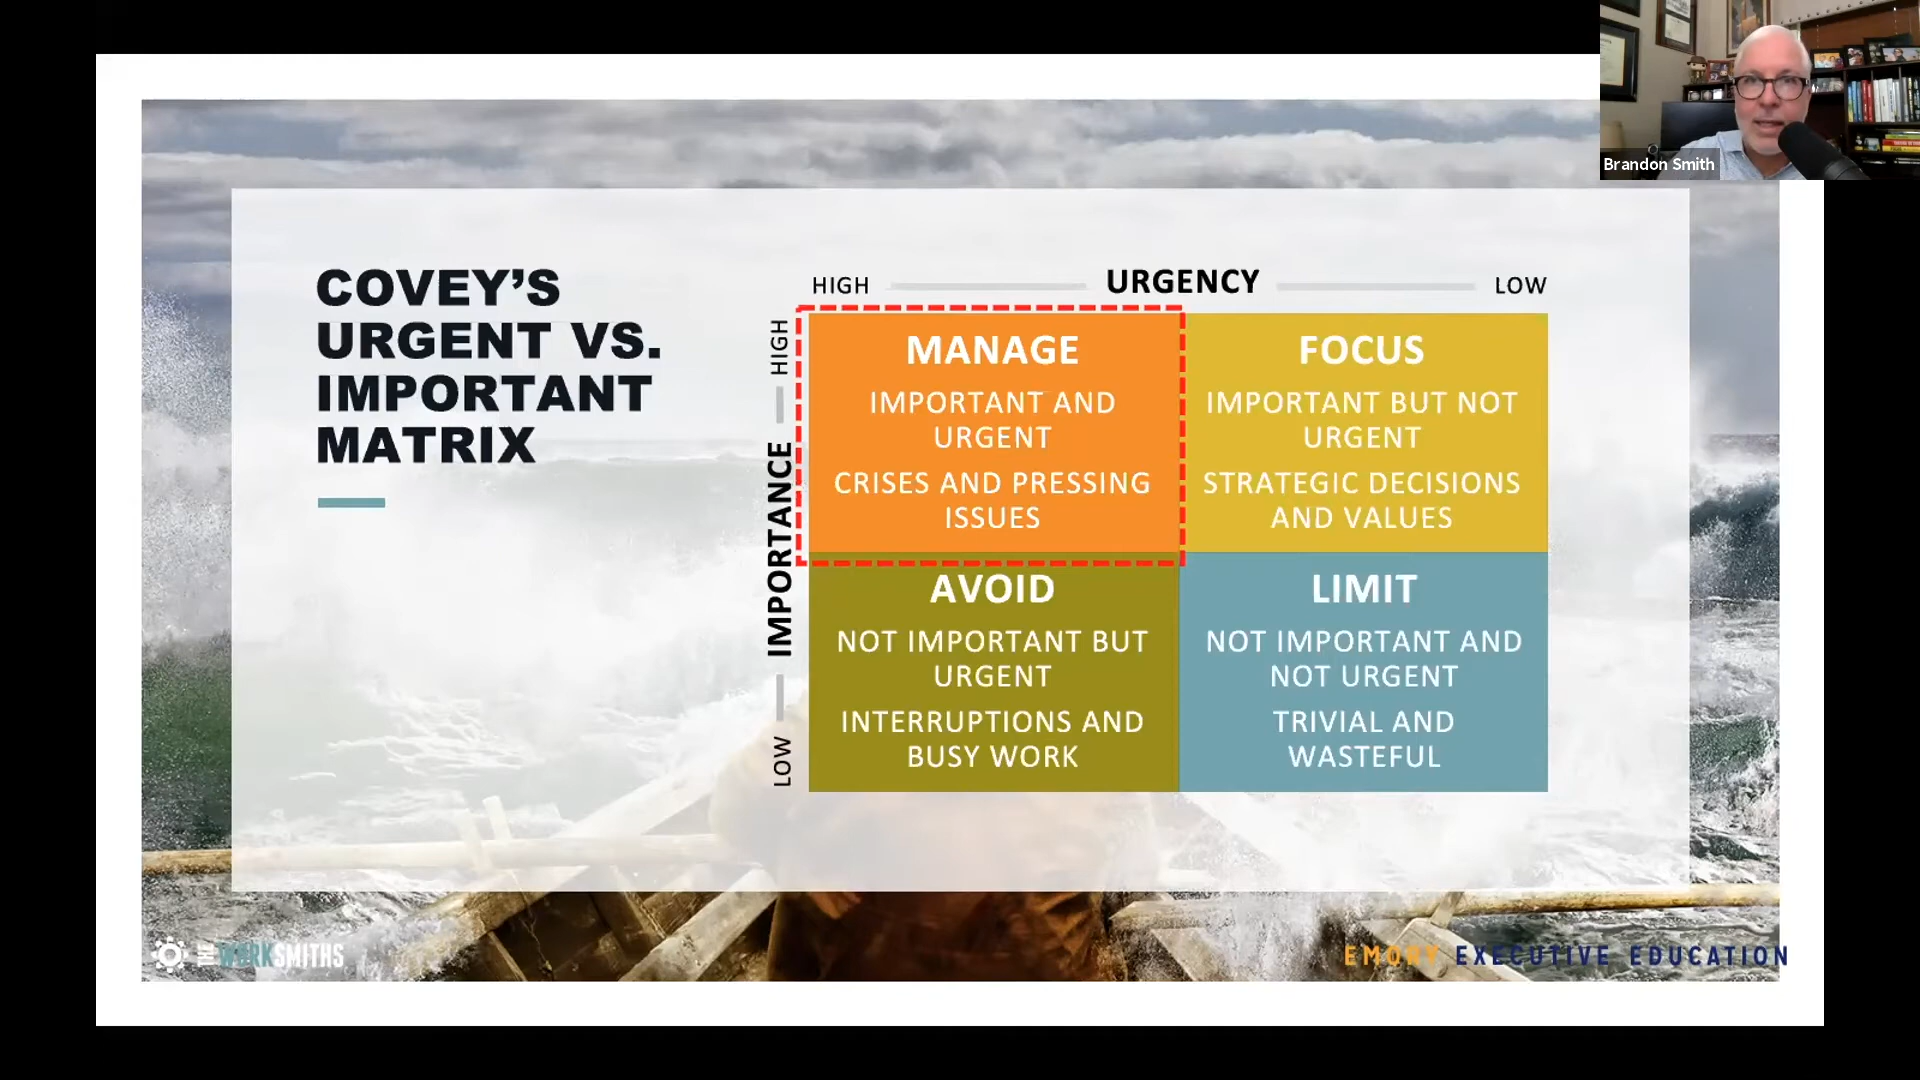 Brandon Smith
COVEY'S
URGENT VS.
IMPORTANT
MATRIX
HIGH URGENCY LOW
HIGH
IMPORTANCE
LOW
MANAGE
IMPORTANT AND
URGENT
CRISES AND PRESSING
ISSUES
FOCUS
IMPORTANT BUT NOT
URGENT
STRATEGIC DECISIONS
AND VALUES
AVOID
NOT IMPORTANT BUT
URGENT
INTERRUPTIONS AND
BUSY WORK
LIMIT
NOT IMPORTANT AND
NOT URGENT
TRIVIAL AND
WASTEFUL
THE WORKSMITHS
EMORY EXECUTIVE EDUCATION